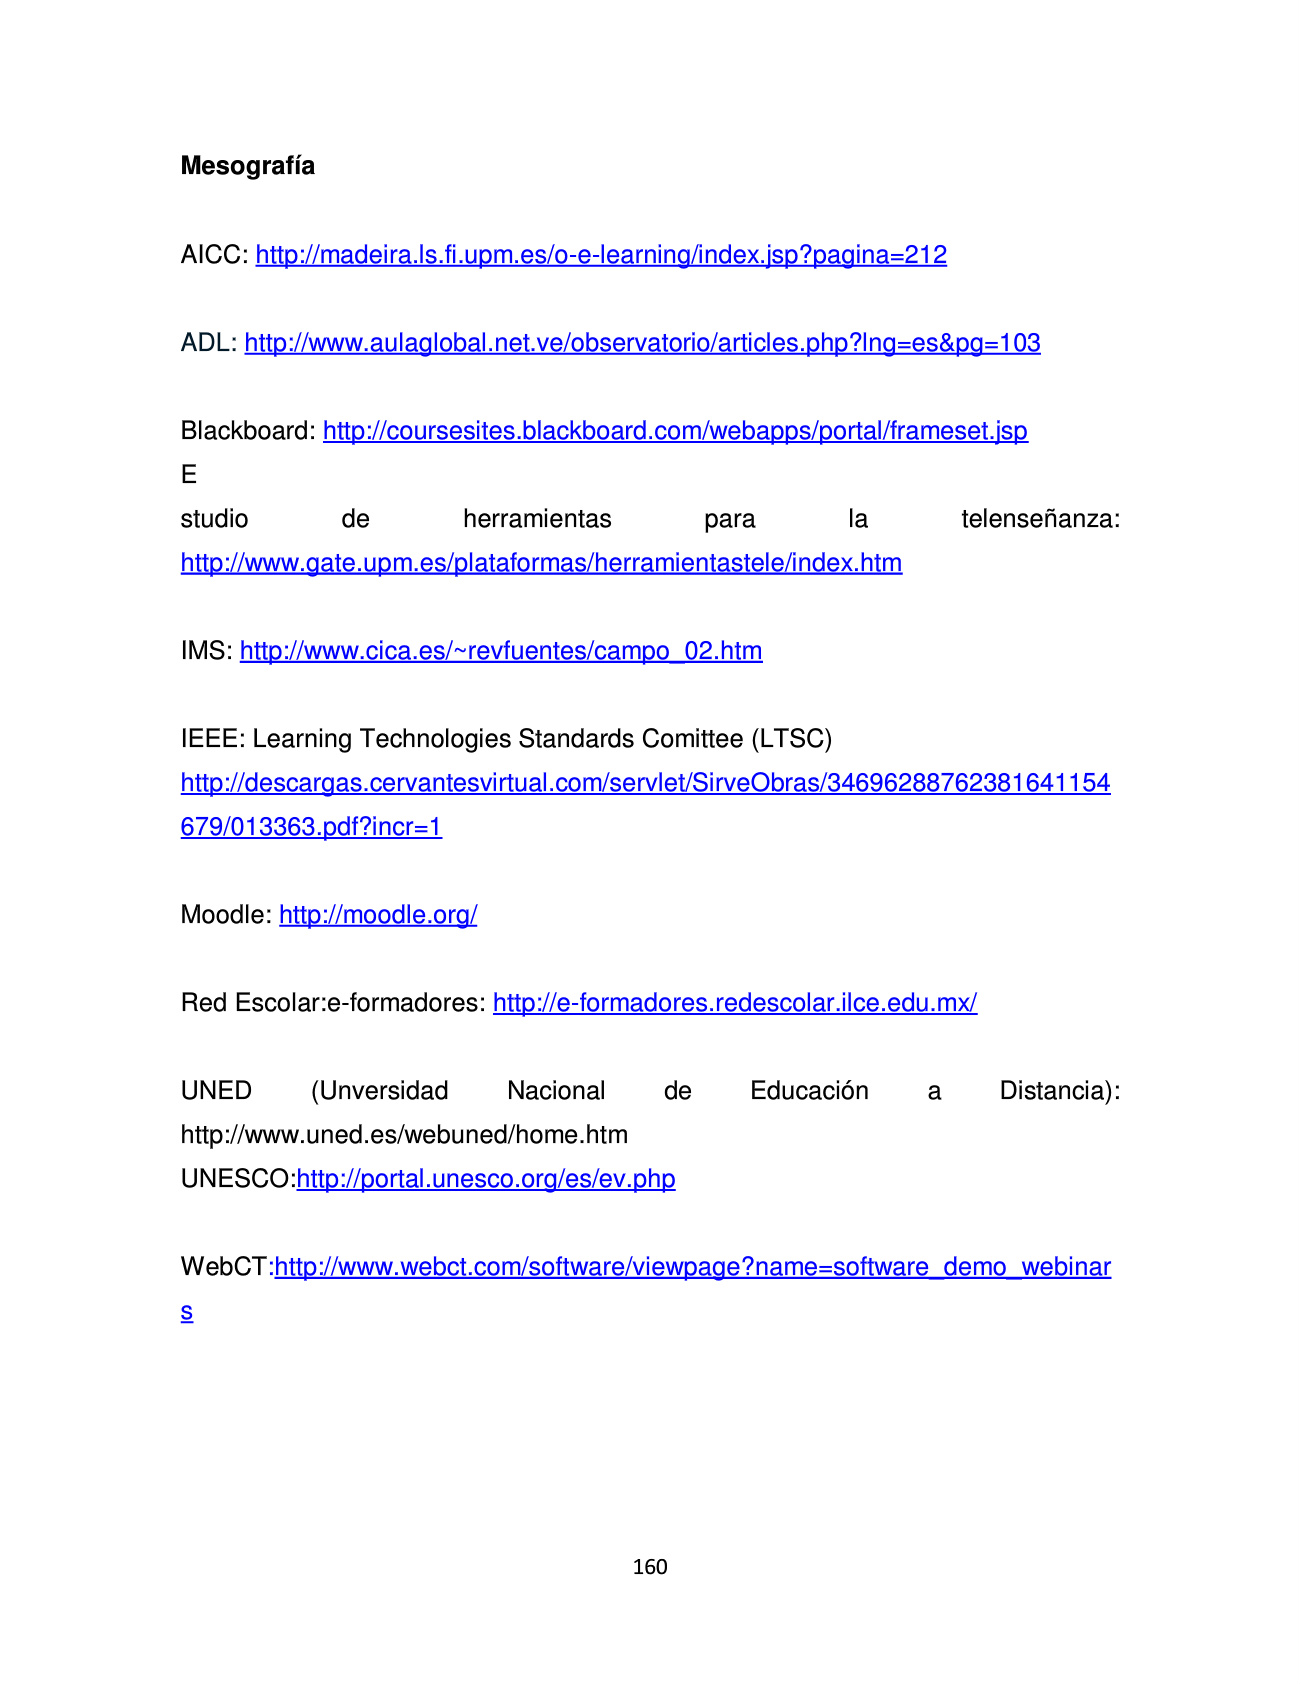 Mesografía
AICC: http://madeira.ls.fi.upm.es/o-e-learning/index.jsp?pagina=212
ADL: http://www.aulaglobal.net.ve/observatorio/articles.php?lng=es&pg=103
Blackboard: http://coursesites.blackboard.com/webapps/portal/frameset.jsp
E
studio de herramientas para la telenseñanza:
http://www.gate.upm.es/plataformas/herramientastele/index.htm
IMS: http://www.cica.es/~revfuentes/campo_02.htm
IEEE: Learning Technologies Standards Comittee (LTSC)
http://descargas.cervantesvirtual.com/servlet/SirveObras/34696288762381641154
679/013363.pdf?incr=1
Moodle: http://moodle.org/
Red Escolar:e-formadores: http://e-formadores.redescolar.ilce.edu.mx/
UNED (Unversidad Nacional de Educación a Distancia):
http://www.uned.es/webuned/home.htm
UNESCO:http://portal.unesco.org/es/ev.php
WebCT:http://www.webct.com/software/viewpage?name=software_demo_webinar
s
160